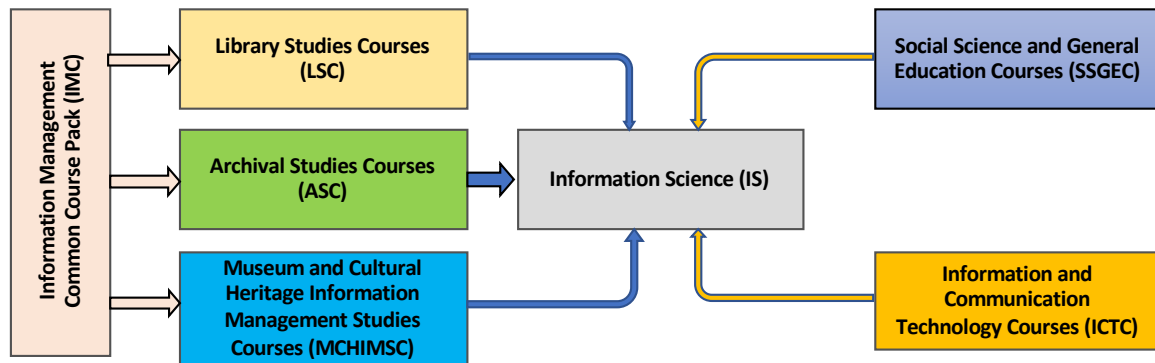 Information Management
Common Course Pack (IMC)
Library Studies Courses
(LSC)
Archival Studies Courses
(ASC)
Museum and Cultural
Heritage Information
Management Studies
Courses (MCHIMSC)
Information Science (IS)
Social Science and General
Education Courses (SSGEC)
Information and
Communication
Technology Courses (ICTC)